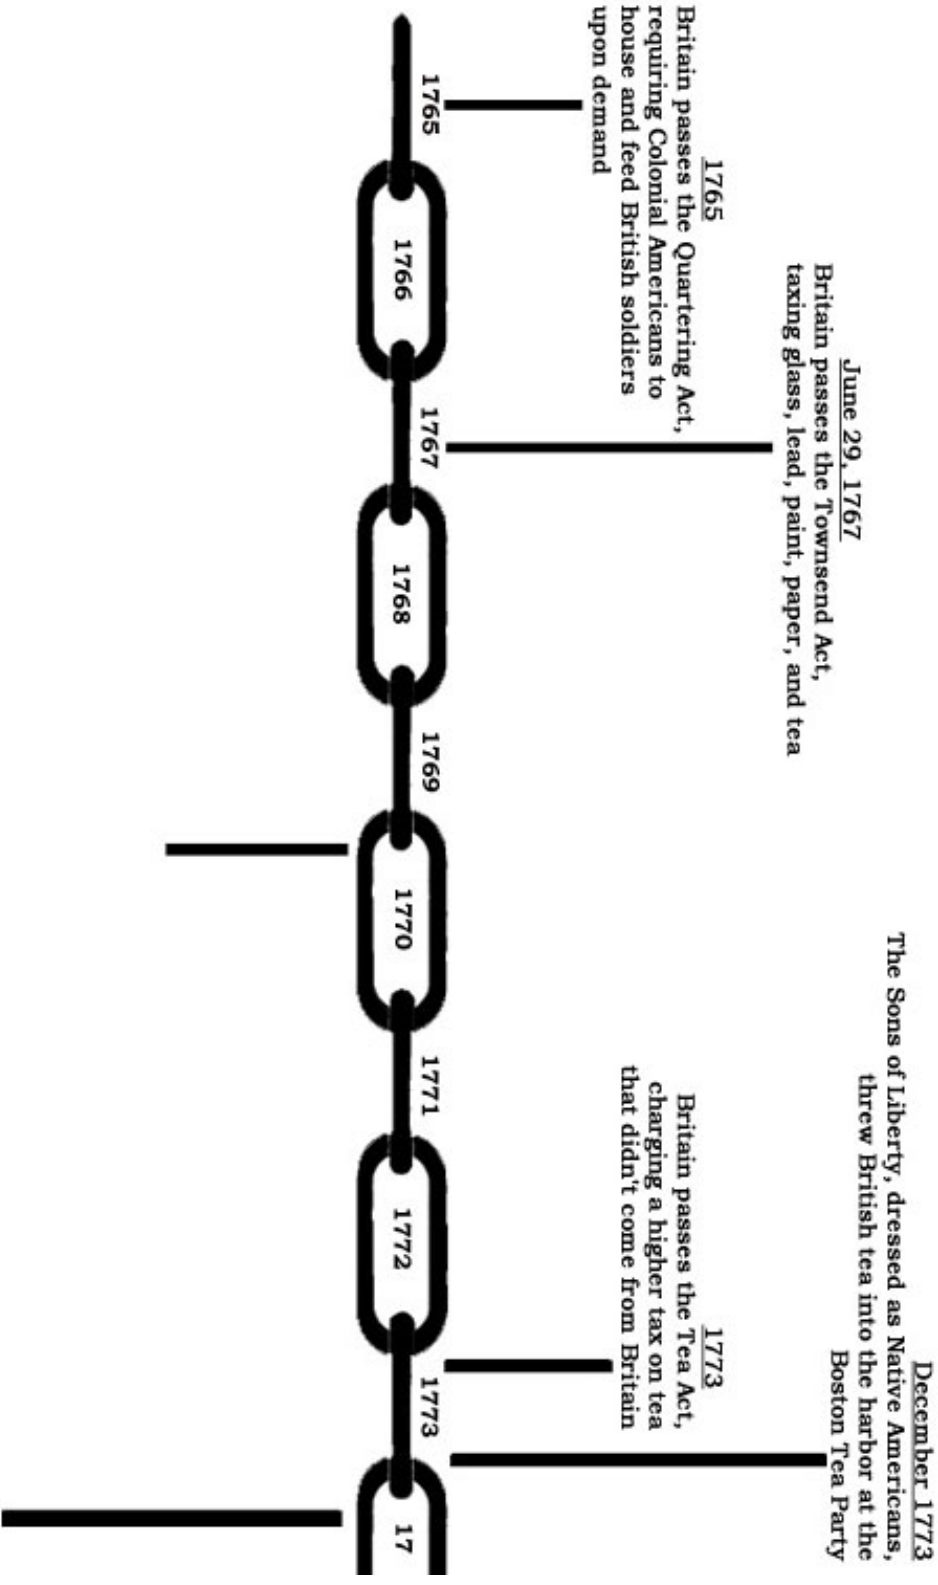 1765
Britain passes the Quartering Act,
requiring Colonial Americans to
house and feed British soldiers
upon demand
June 29, 1767
Britain passes the Townsend Act,
taxing glass, lead, paint, paper, and tea
1773
Britain passes the Tea Act,
charging a higher tax on tea
that didn't come from Britain
December 1773
The Sons of Liberty, dressed as Native Americans,
threw British tea into the harbor at the
Boston Tea Party
1765
1766
1767
1768
1769
1770
1771
1772
1773
17